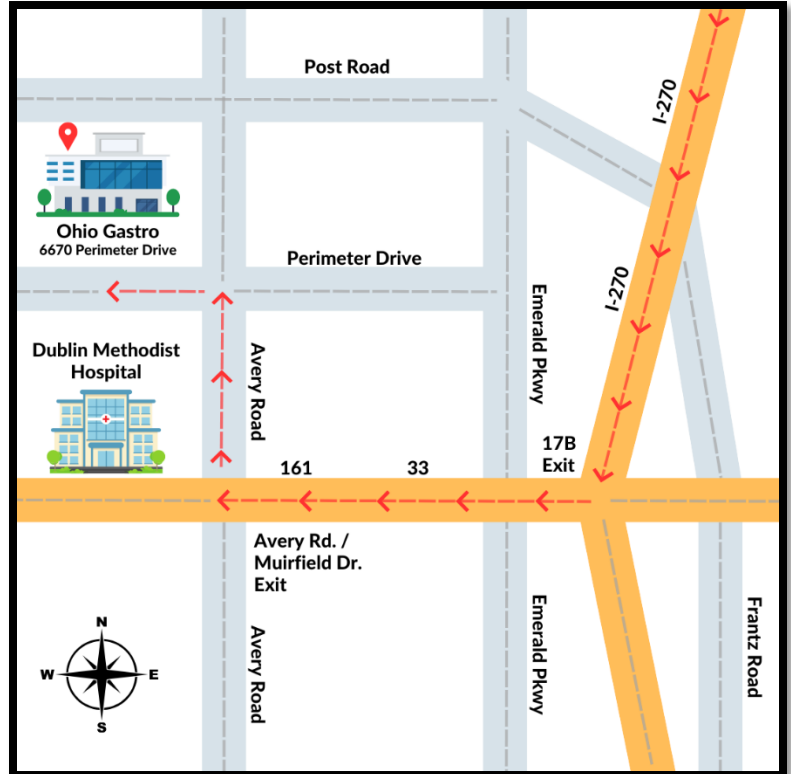 Post Road
I-270
Ohio Gastro
6670 Perimeter Drive
Perimeter Drive
I-270
Emerald Pkwy
Dublin Methodist
Hospital
Avery Road
17B
Exit
161
33
Avery Rd. /
Muirfield Dr.
Exit
Emerald Pkwy
Frantz Road
Avery Road
N
W
E
S